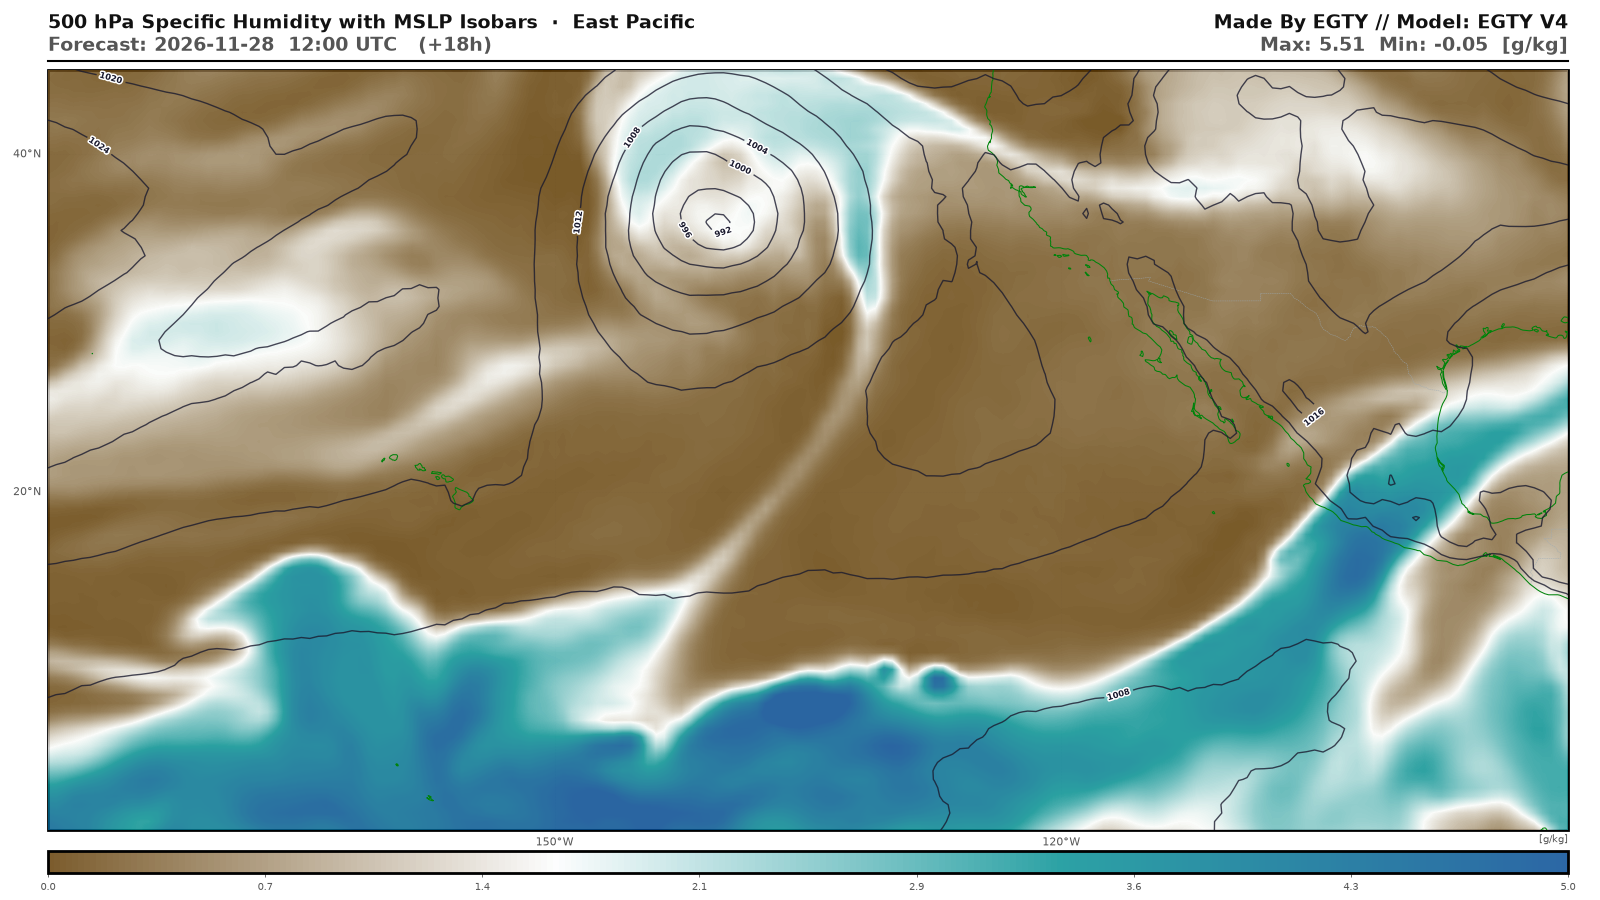 500 hPa Specific Humidity with MSLP Isobars · East Pacific
Made By EGTY // Model: EGTY V4
Forecast: 2026-11-28 12:00 UTC (+18h)
Max: 5.51 Min: -0.05 [g/kg]
1020
1024
1008
1004
1000
40°N
1012
996
992
1016
20°N
1008
150°W
120°W
[g/kg]
0.0 0.7 1.4 2.1 2.9 3.6 4.3 5.0